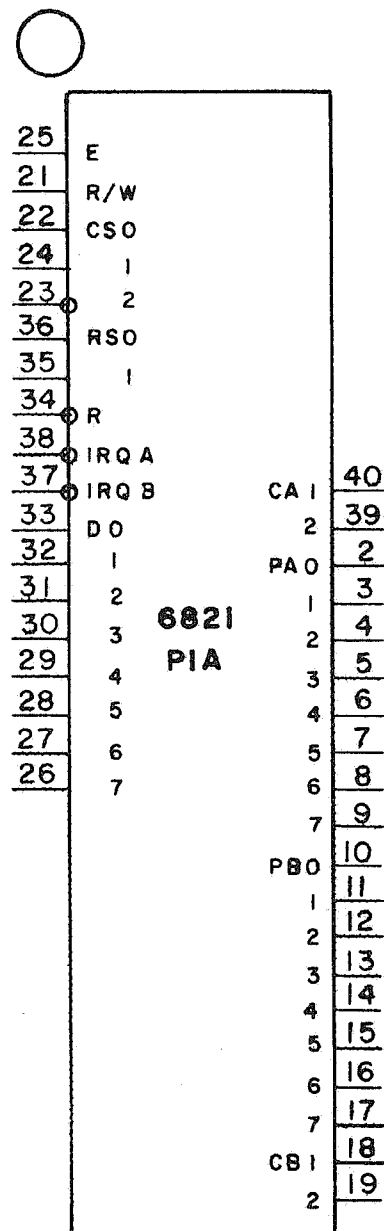 25 E
21 R/W
22 CS0
24 1
23 2
36 RS0
35 1
34 R
38 IRQ A
37 IRQ B
33 D0
32 1
31 2
30 3
29 4
28 5
27 6
26 7
6821
PIA
CA1 40
2 39
PA0 2
1 3
2 4
3 5
4 6
5 7
6 8
7 9
PB0 10
1 11
2 12
3 13
4 14
5 15
6 16
7 17
CB1 18
2 19